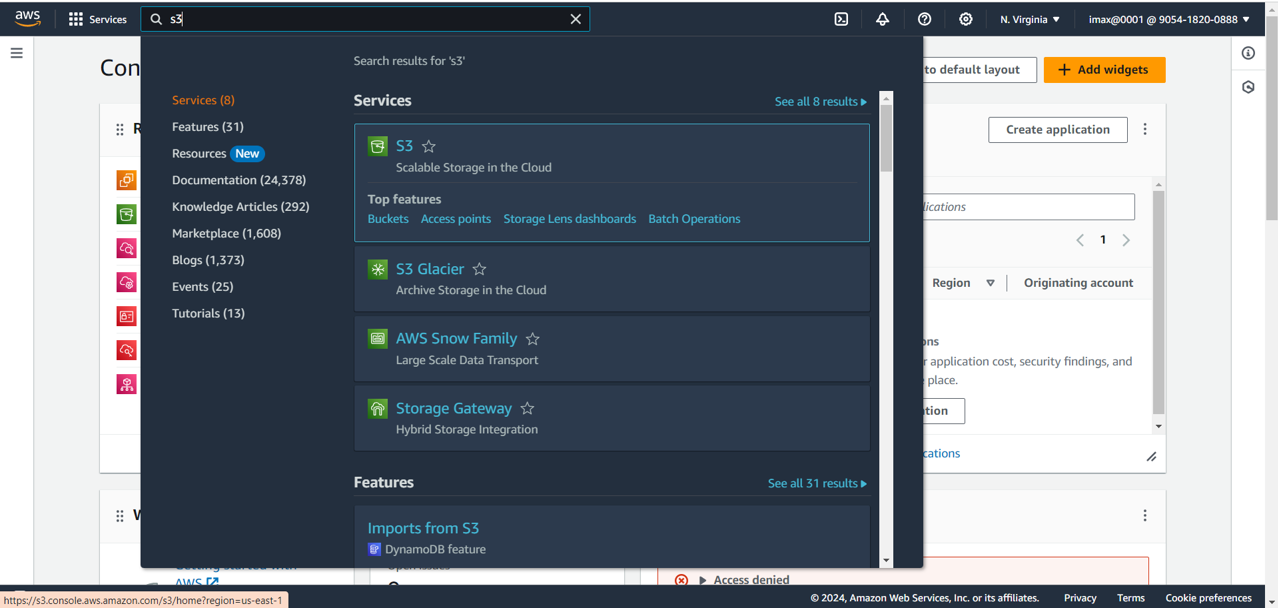 aws
Services
s3
N. Virginia
imax@0001 @ 9054-1820-0888
Con
to default layout
Add widgets
Search results for 's3'
Services (8)
Features (31)
Resources New
Documentation (24,378)
Knowledge Articles (292)
Marketplace (1,608)
Blogs (1,373)
Events (25)
Tutorials (13)
Services
See all 8 results
S3
Scalable Storage in the Cloud
Top features
Buckets Access points Storage Lens dashboards Batch Operations
S3 Glacier
Archive Storage in the Cloud
AWS Snow Family
Large Scale Data Transport
Storage Gateway
Hybrid Storage Integration
Features
See all 31 results
Imports from S3
DynamoDB feature
R
Create application
lications
1
Region
Originating account
ons
r application cost, security findings, and
place.
tion
cations
W
Getting started with
AWS
Open issues
Access denied
https://s3.console.aws.amazon.com/s3/home?region=us-east-1
© 2024, Amazon Web Services, Inc. or its affiliates.
Privacy
Terms
Cookie preferences